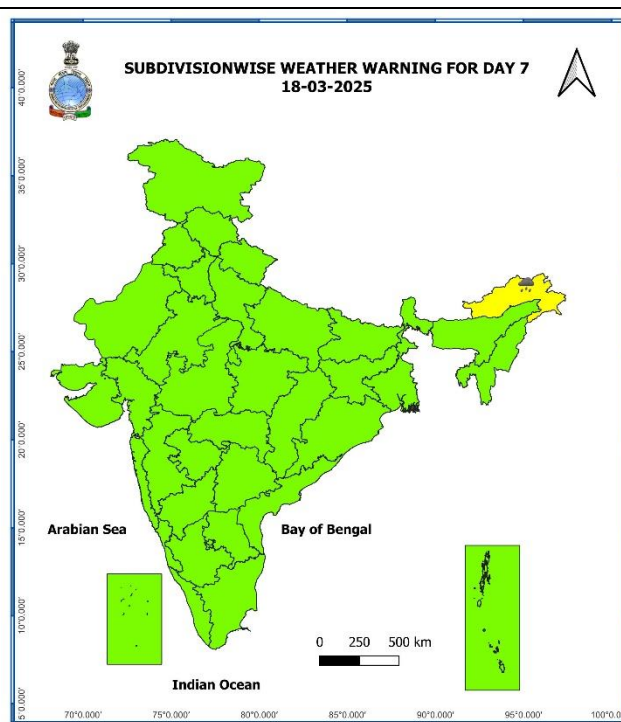 SUBDIVISIONWISE WEATHER WARNING FOR DAY 7
18-03-2025
40°0.000'
35°0.000'
30°0.000'
25°0.000'
20°0.000'
15°0.000'
10°0.000'
5°0.000'
Arabian Sea
Bay of Bengal
0 250 500 km
Indian Ocean
70°0.000' 75°0.000' 80°0.000' 85°0.000' 90°0.000' 95°0.000' 100°0.0